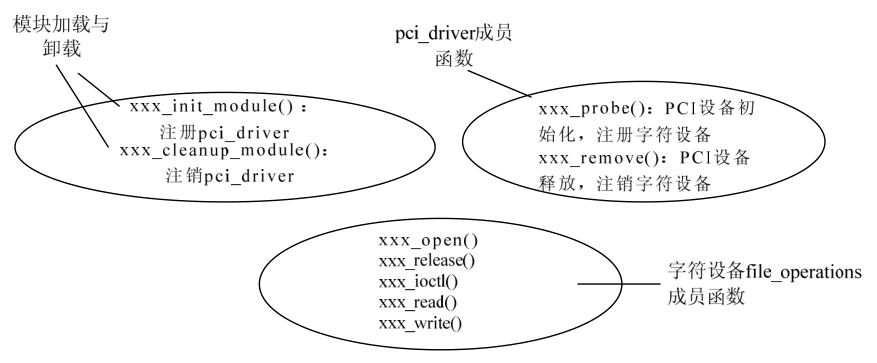 模块加载与
卸载
xxx_init_module()：
注册pci_driver
xxx_cleanup_module()：
注销pci_driver
pci_driver成员
函数
xxx_probe()：PCI设备初
始化，注册字符设备
xxx_remove()：PCI设备
释放，注销字符设备
xxx_open()
xxx_release()
xxx_ioctl()
xxx_read()
xxx_write()
字符设备file_operations
成员函数